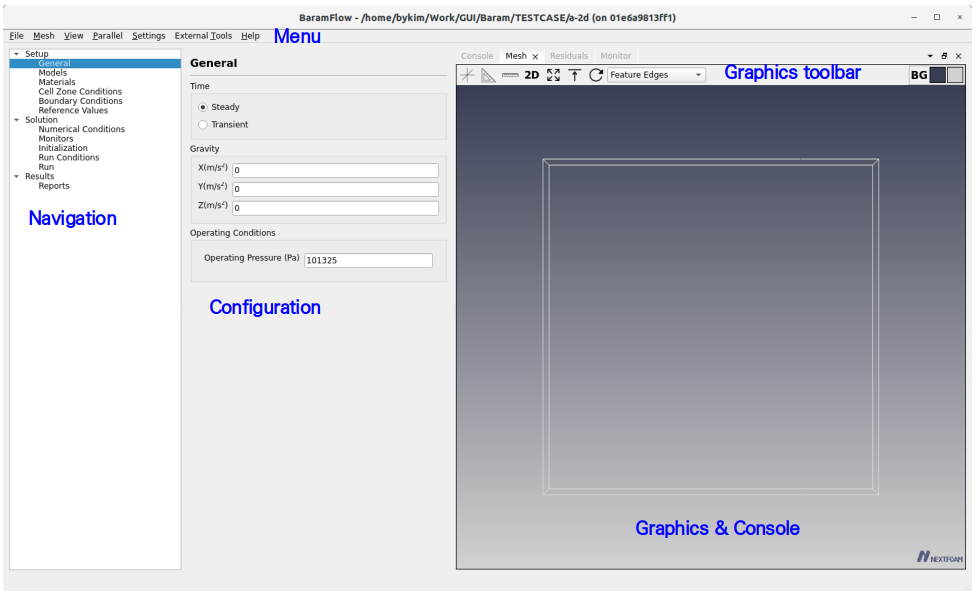 BaramFlow - /home/bykim/Work/GUI/Baram/TESTCASE/a-2d (on 01e6a9813ff1)
File Mesh View Parallel Settings External Tools Help Menu
Setup
General
Models
Materials
Cell Zone Conditions
Boundary Conditions
Reference Values
Solution
Numerical Conditions
Monitors
Initialization
Run Conditions
Run
Results
Reports
Navigation
General
Time
Steady
Transient
Gravity
X(m/s²) 0
Y(m/s²) 0
Z(m/s²) 0
Operating Conditions
Operating Pressure (Pa) 101325
Configuration
Console Mesh Residuals Monitor
2D Feature Edges Graphics toolbar BG
Graphics & Console
NEXTFOAM